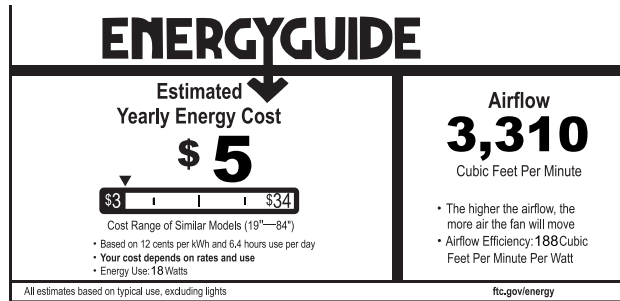 ENERGYGUIDE
Estimated
Yearly Energy Cost
$ 5
$3 $34
Cost Range of Similar Models (19"—84")
• Based on 12 cents per kWh and 6.4 hours use per day
• Your cost depends on rates and use
• Energy Use: 18 Watts
Airflow
3,310
Cubic Feet Per Minute
• The higher the airflow, the
more air the fan will move
• Airflow Efficiency: 188 Cubic
Feet Per Minute Per Watt
All estimates based on typical use, excluding lights
ftc.gov/energy